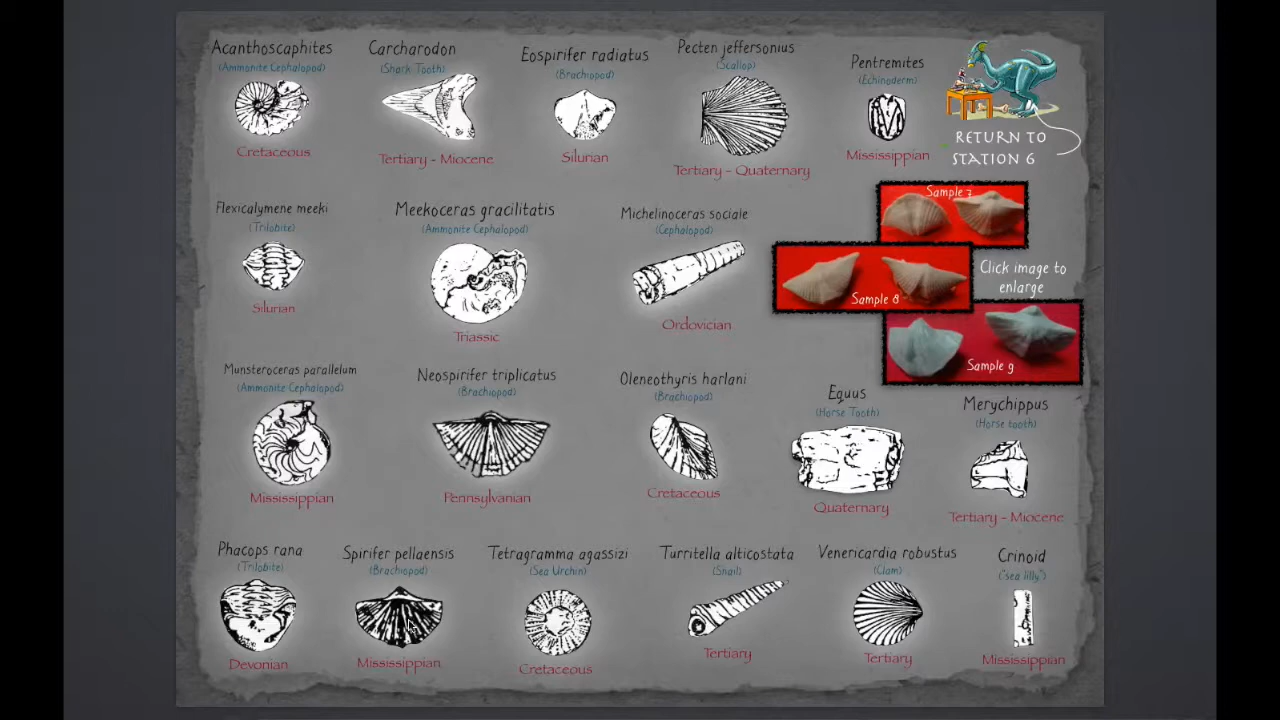 Acanthoscaphites
(Ammonite Cephalopod)
Cretaceous
Carcharodon
(Shark Tooth)
Tertiary - Miocene
Eospirifer radiatus
(Brachiopod)
Silurian
Pecten jeffersonius
(Scallop)
Tertiary - Quaternary
Pentremites
(Echinoderm)
Mississippian
RETURN TO
STATION 6
Flexicalymene meeki
(Trilobite)
Silurian
Meekoceras gracilitatis
(Ammonite Cephalopod)
Triassic
Michelinoceras sociale
(Cephalopod)
Ordovician
Sample 7
Sample 8
Click image to
enlarge
Sample 9
Munsteroceras parallelum
(Ammonite Cephalopod)
Mississippian
Neospirifer triplicatus
(Brachiopod)
Pennsylvanian
Oleneothyris harlani
(Brachiopod)
Cretaceous
Equus
(Horse Tooth)
Quaternary
Merychippus
(Horse tooth)
Tertiary - Miocene
Phacops rana
(Trilobite)
Devonian
Spirifer pellaensis
(Brachiopod)
Mississippian
Tetragramma agassizi
(Sea Urchin)
Cretaceous
Turritella alticostata
(Snail)
Tertiary
Venericardia robustus
(Clam)
Tertiary
Crinoid
("sea lilly")
Mississippian